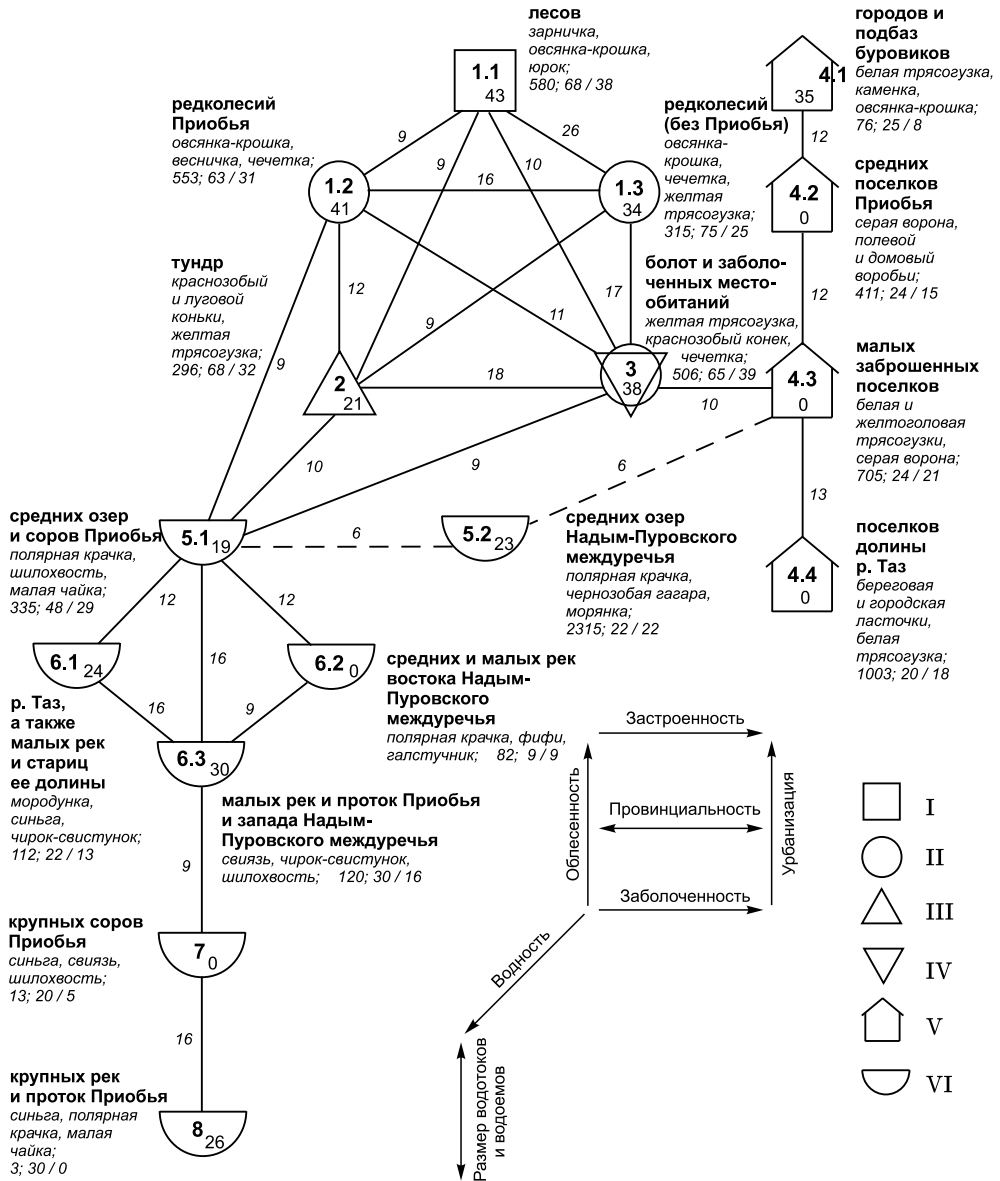 лесов
зарничка,
овсянка-крошка,
юрок;
580; 68 / 38
1.1
43
городов и
подбаз
буровиков
белая трясогузка,
каменка,
овсянка-крошка;
76; 25 / 8
4.1
35
редколесий
Приобья
овсянка-крошка,
весничка, чечетка;
553; 63 / 31
1.2
41
редколесий
(без Приобья)
овсянка-
крошка,
чечетка,
желтая
трясогузка;
315; 75 / 25
1.3
34
9
26
9
10
16
12
средних
поселков
Приобья
серая ворона,
полевой
и домовый
воробьи;
411; 24 / 15
4.2
0
тундр
краснозобый
и луговой
коньки,
желтая
трясогузка;
296; 68 / 32
2
21
болот и заболо-
ченных место-
обитаний
желтая трясогузка,
краснозобый конек,
чечетка;
506; 65 / 39
3
38
12
9
11
17
12
9
18
10
малых
заброшенных
поселков
белая и
желтоголовая
трясогузки,
серая ворона;
705; 24 / 21
4.3
0
10
9
6
13
средних озер
и соров Приобья
полярная крачка,
шилохвость,
малая чайка;
335; 48 / 29
5.1
19
6
5.2
23
средних озер
Надым-Пуровского
междуречья
полярная крачка,
чернозобая гагара,
морянка;
2315; 22 / 22
поселков
долины
р. Таз
береговая
и городская
ласточки,
белая
трясогузка;
1003; 20 / 18
4.4
0
12
12
16
6.1
24
6.2
0
16
9
р. Таз,
а также
малых рек
и стариц
ее долины
мородунка,
синьга,
чирок-свистунок;
112; 22 / 13
средних и малых рек
востока Надым-
Пуровского
междуречья
полярная крачка, фифи,
галстучник; 82; 9 / 9
6.3
30
малых рек и проток Приобья
и запада Надым-
Пуровского междуречья
свиязь, чирок-свистунок,
шилохвость; 120; 30 / 16
9
крупных соров
Приобья
синьга, свиязь,
шилохвость;
13; 20 / 5
7
0
16
крупных рек
и проток Приобья
синьга, полярная
крачка, малая
чайка;
3; 30 / 0
8
26
Застроенность
Облесенность
Провинциальность
Урбанизация
Заболоченность
Водность
Размер водотоков
и водоемов
I
II
III
IV
V
VI